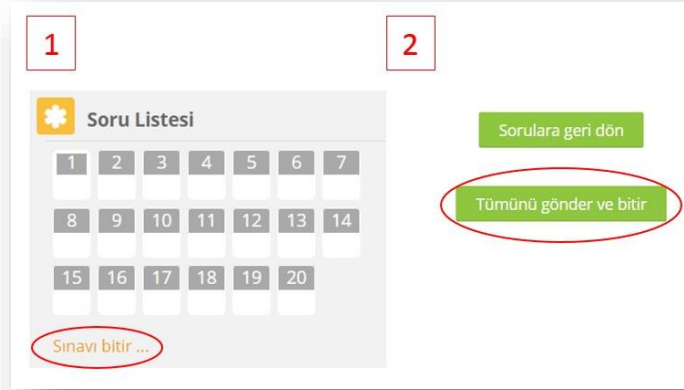 1
2
Soru Listesi
1 2 3 4 5 6 7
8 9 10 11 12 13 14
15 16 17 18 19 20
Sınavı bitir ...
Sorulara geri dön
Tümünü gönder ve bitir